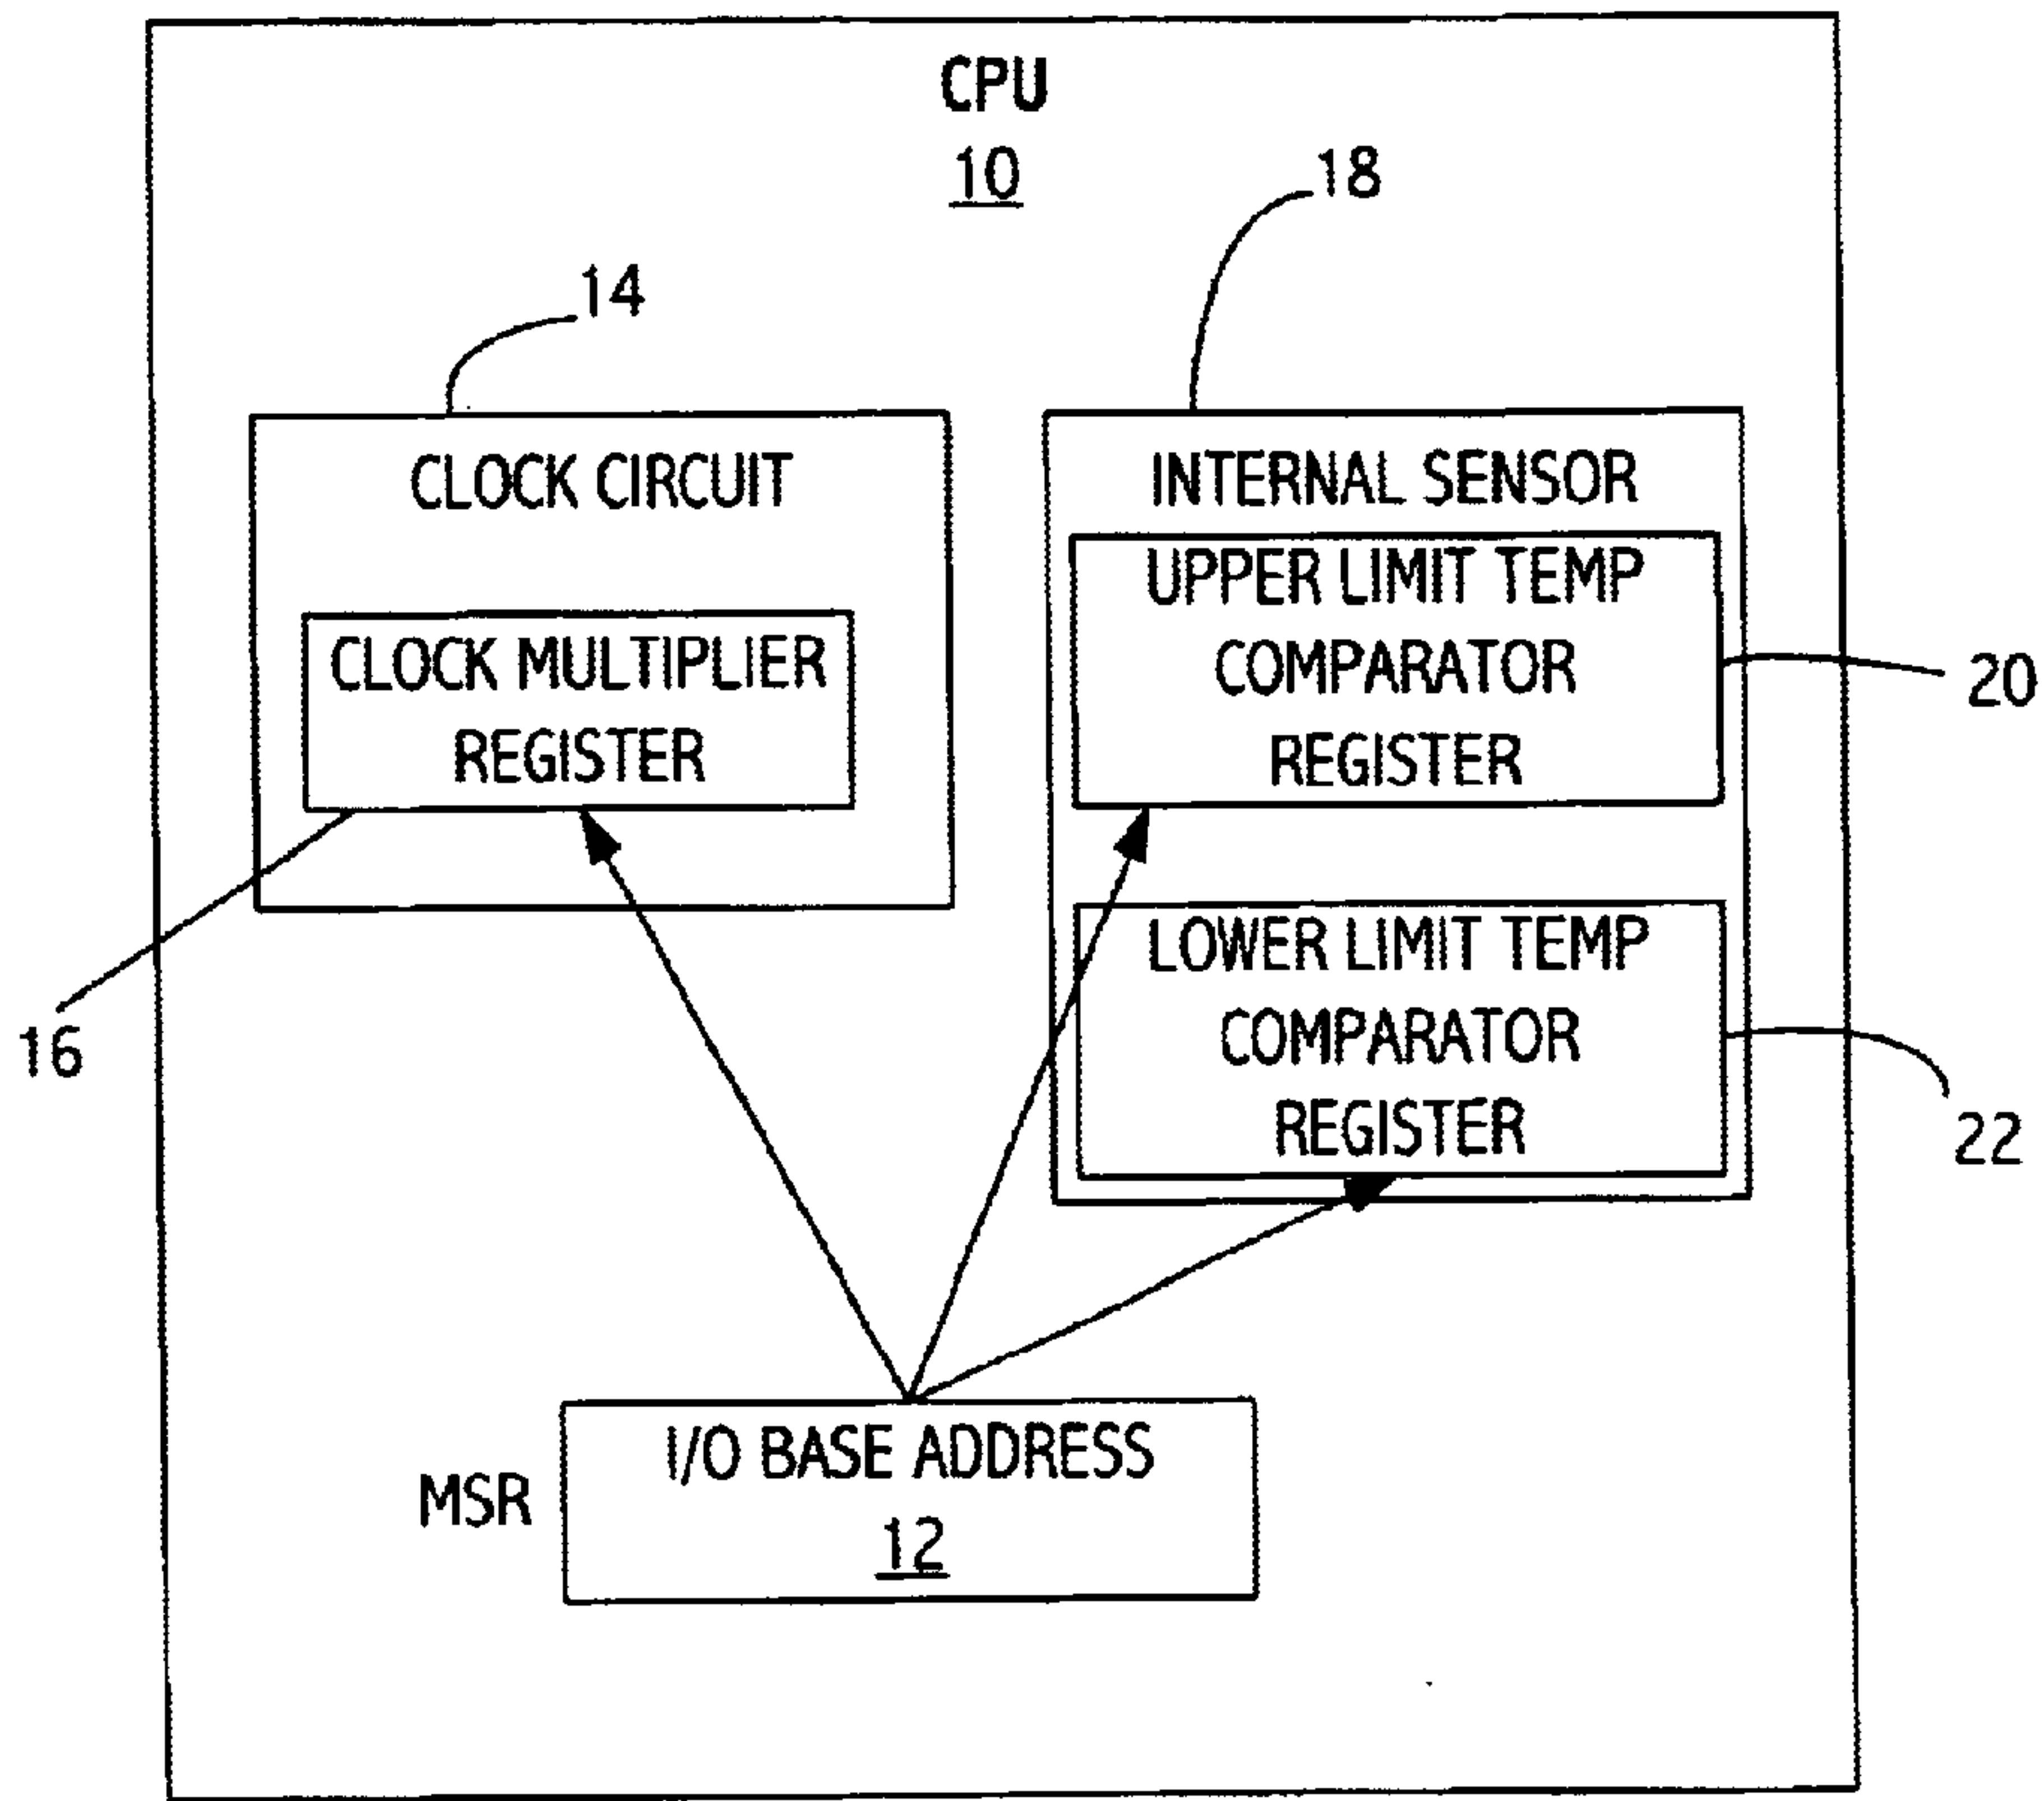 CPU
10
18
14
CLOCK CIRCUIT
CLOCK MULTIPLIER
REGISTER
16
INTERNAL SENSOR
UPPER LIMIT TEMP
COMPARATOR
REGISTER
20
LOWER LIMIT TEMP
COMPARATOR
REGISTER
22
MSR
I/O BASE ADDRESS
12